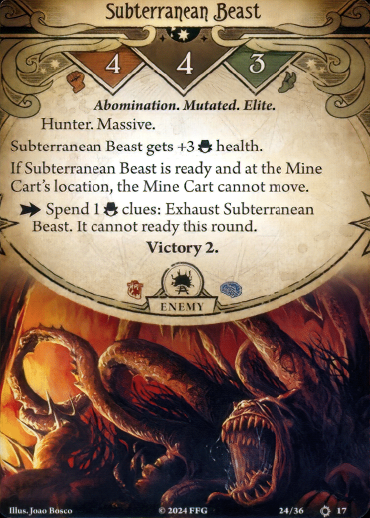 Subterranean Beast
4 4 3
Abomination. Mutated. Elite.
Hunter. Massive.
Subterranean Beast gets +3 health.
If Subterranean Beast is ready and at the Mine
Cart's location, the Mine Cart cannot move.
Spend 1 clues: Exhaust Subterranean
Beast. It cannot ready this round.
Victory 2.
ENEMY
Illus. Joao Bosco © 2024 FFG 24/36 17